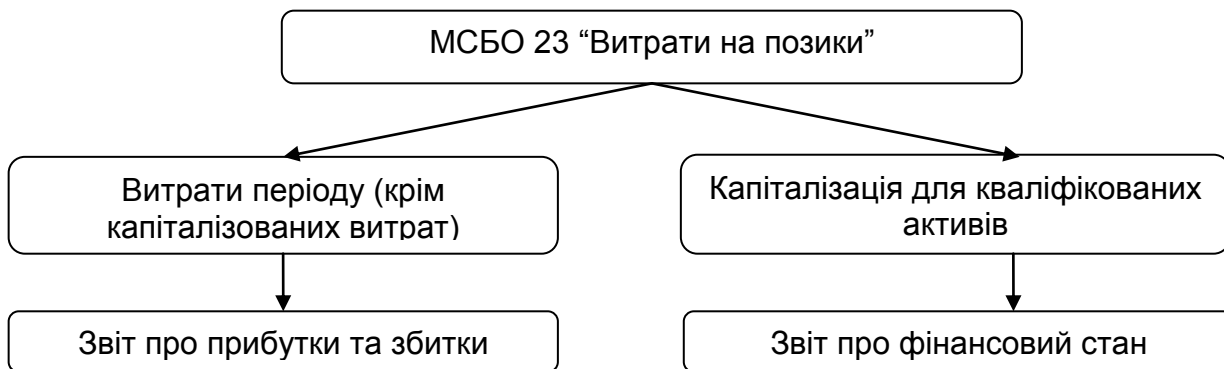 МСБО 23 “Витрати на позики”
Витрати періоду (крім
капіталізованих витрат)
Капіталізація для кваліфікованих
активів
Звіт про прибутки та збитки
Звіт про фінансовий стан